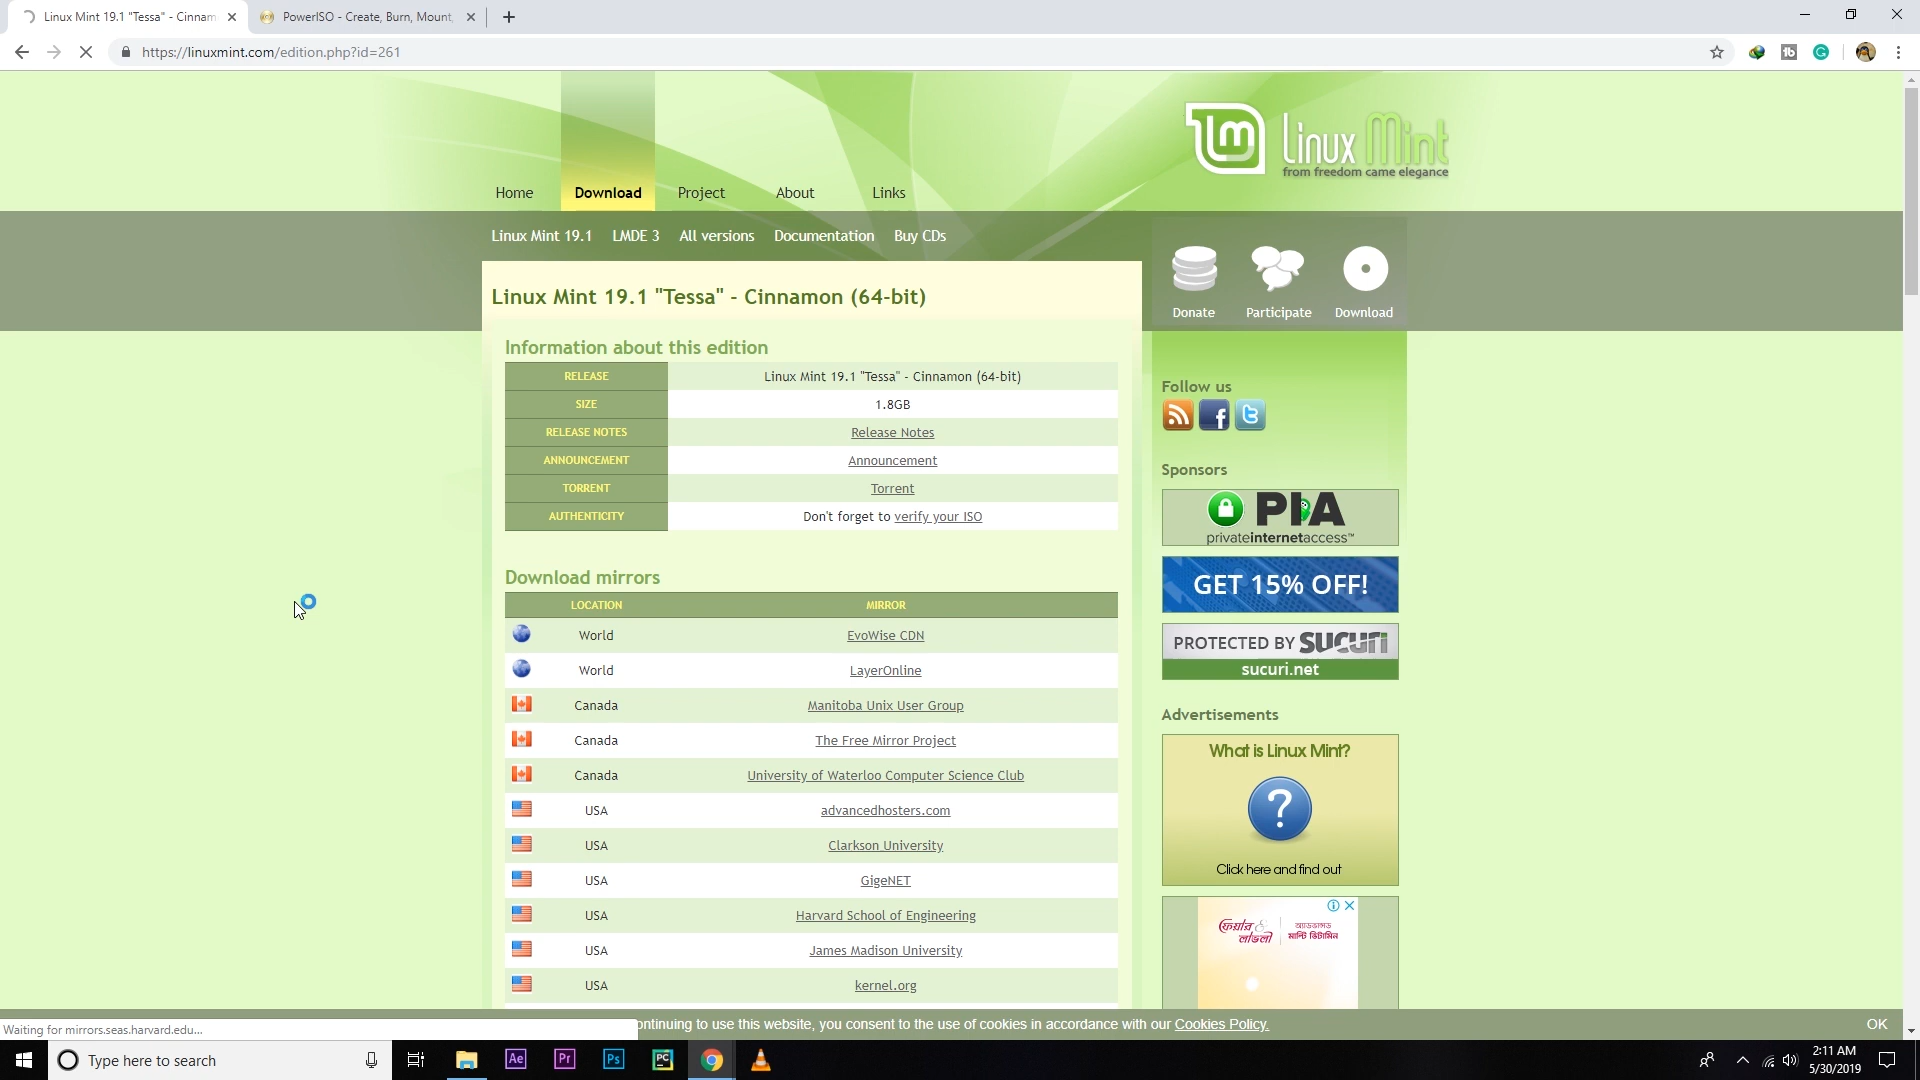 Linux Mint 19.1 "Tessa" - Cinnam
PowerISO - Create, Burn, Mount,
https://linuxmint.com/edition.php?id=261
lm Linux Mint
from freedom came elegance
Home Download Project About Links
Linux Mint 19.1 LMDE 3 All versions Documentation Buy CDs
Donate Participate Download
Linux Mint 19.1 "Tessa" - Cinnamon (64-bit)
Information about this edition
RELEASE Linux Mint 19.1 "Tessa" - Cinnamon (64-bit)
SIZE 1.8GB
RELEASE NOTES Release Notes
ANNOUNCEMENT Announcement
TORRENT Torrent
AUTHENTICITY Don't forget to verify your ISO
Download mirrors
LOCATION MIRROR
World EvoWise CDN
World LayerOnline
Canada Manitoba Unix User Group
Canada The Free Mirror Project
Canada University of Waterloo Computer Science Club
USA advancedhosters.com
USA Clarkson University
USA GigeNET
USA Harvard School of Engineering
USA James Madison University
USA kernel.org
Follow us
Sponsors
PIA
privateinternetaccess™
GET 15% OFF!
PROTECTED BY SUCURI
sucuri.net
Advertisements
What is Linux Mint?
?
Click here and find out
ফেয়ার &
লাভলী
অ্যাডভান্সড
মাল্টি ভিটামিন
Waiting for mirrors.seas.harvard.edu...
ontinuing to use this website, you consent to the use of cookies in accordance with our Cookies Policy. OK
Type here to search
Ae Pr Ps PC
2:11 AM
5/30/2019